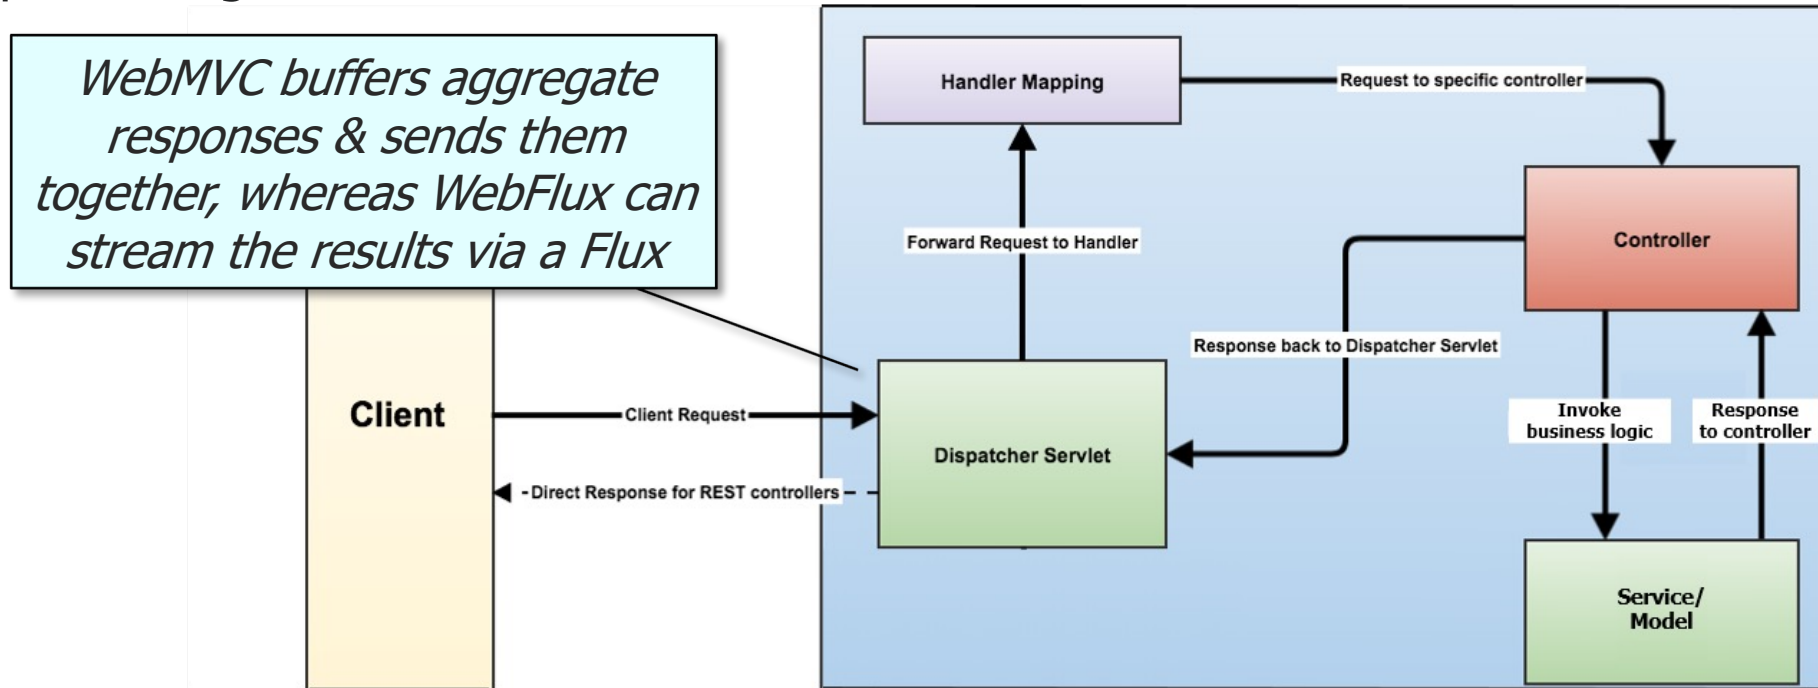 WebMVC buffers aggregate
responses & sends them
together, whereas WebFlux can
stream the results via a Flux
Handler Mapping
Request to specific controller
Forward Request to Handler
Controller
Response back to Dispatcher Servlet
Client
Client Request
Dispatcher Servlet
Direct Response for REST controllers
Invoke
business logic
Response
to controller
Service/
Model